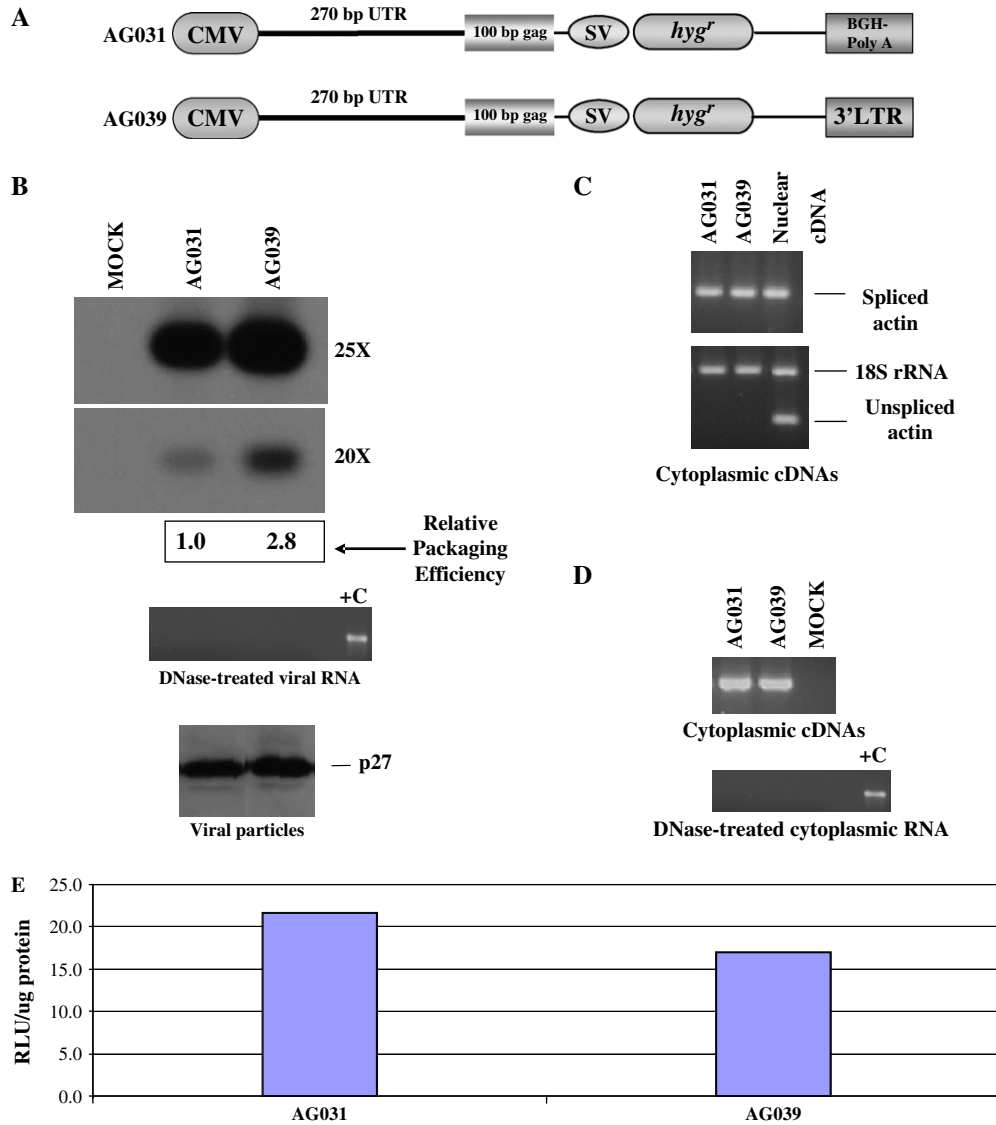 A
AG031
CMV
270 bp UTR
100 bp gag
SV
hygʳ
BGH-
Poly A
AG039
CMV
270 bp UTR
100 bp gag
SV
hygʳ
3'LTR
B
MOCK
AG031
AG039
25X
20X
1.0 2.8
Relative
Packaging
Efficiency
+C
DNase-treated viral RNA
p27
Viral particles
C
AG031
AG039
Nuclear
cDNA
Spliced
actin
18S rRNA
Unspliced
actin
Cytoplasmic cDNAs
D
AG031
AG039
MOCK
Cytoplasmic cDNAs
+C
DNase-treated cytoplasmic RNA
E
RLU/ug protein
25.0
20.0
15.0
10.0
5.0
0.0
AG031
AG039